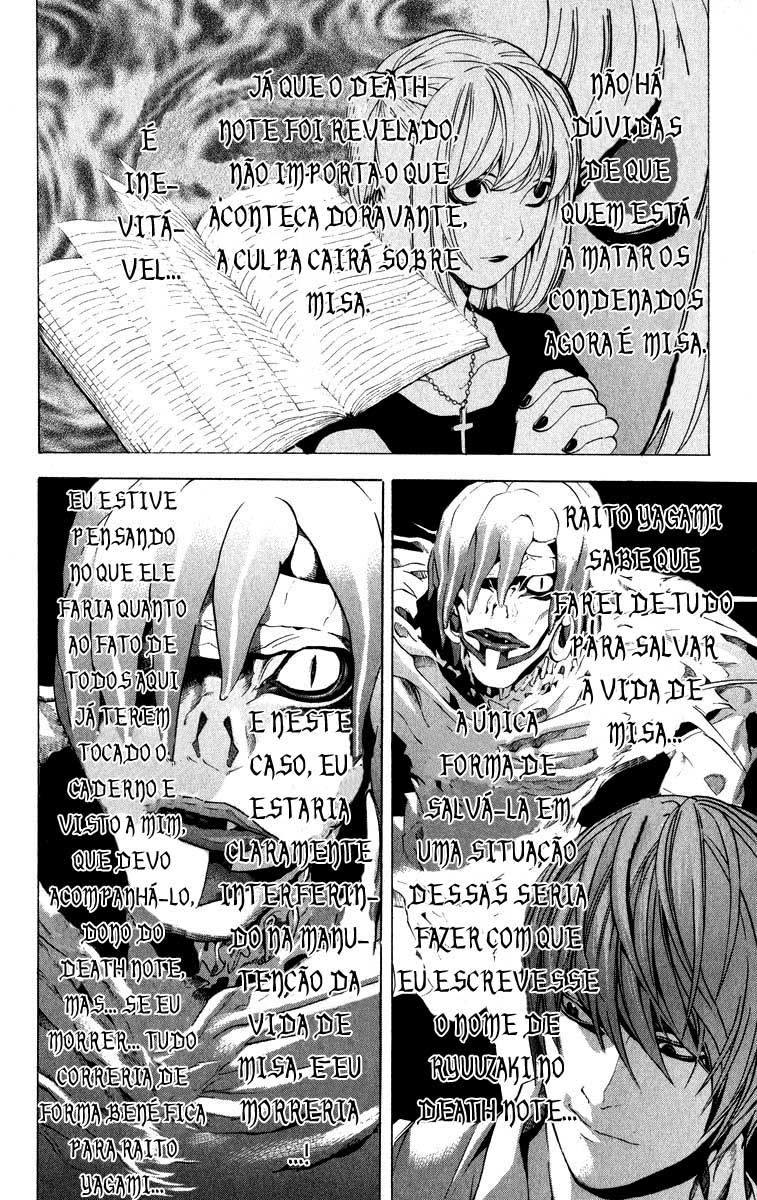 NÃO HÁ
DÚVIDAS
DE QUE
QUEM ESTÁ
A MATAR OS
CONDENADOS
AGORA É MISA.
JÁ QUE O DEATH
NOTE FOI REVELADO,
NÃO IMPORTA O QUE
ACONTEÇA DORAVANTE,
A CULPA CAIRÁ SOBRE
MISA.
É
INE-
VITÁ-
VEL...
RAITO YAGAMI
SABE QUE
FAREI DE TUDO
PARA SALVAR
A VIDA DE
MISA...
A ÚNICA
FORMA DE
SALVÁ-LA EM
UMA SITUAÇÃO
DESSAS SERIA
FAZER COM QUE
EU ESCREVESSE
O NOME DE
RYUUZAKI NO
DEATH NOTE...
E NESTE
CASO, EU
ESTARIA
CLARAMENTE
INTERFERIN-
DO NA MANU-
TENÇÃO DA
VIDA DE
MISA, E EU
MORRERIA
...!
EU ESTIVE
PENSANDO
NO QUE ELE
FARIA QUANTO
AO FATO DE
TODOS AQUI
JÁ TEREM
TOCADO O
CADERNO E
VISTO A MIM,
QUE DEVO
ACOMPANHÁ-LO,
DONO DO
DEATH NOTE,
MAS... SE EU
MORRER... TUDO
CORRERIA DE
FORMA BENÉFICA
PARA RAITO
YAGAMI...